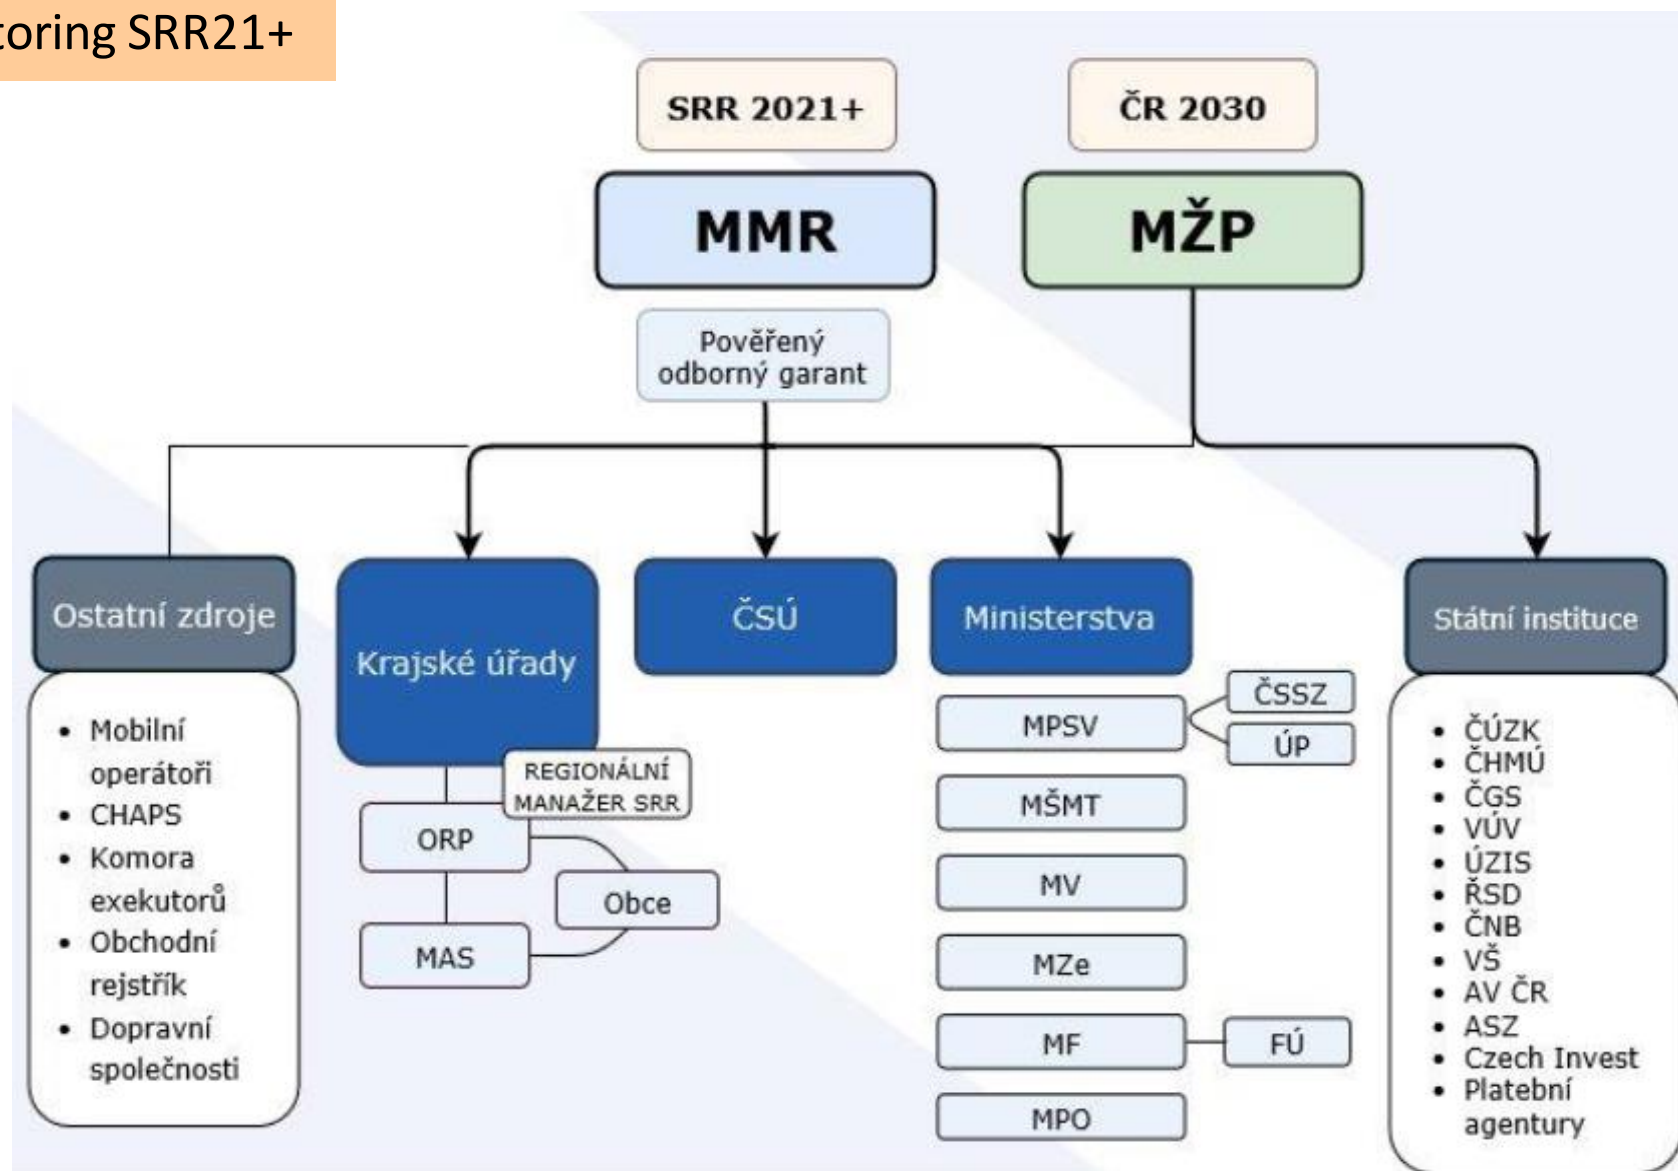 toring SRR21+
SRR 2021+
ČR 2030
MMR
MŽP
Pověřený
odborný garant
Ostatní zdroje
Krajské úřady
ČSÚ
Ministerstva
Státní instituce
• Mobilní
operátoři
• CHAPS
• Komora
exekutorů
• Obchodní
rejstřík
• Dopravní
společnosti
REGIONÁLNÍ
MANAŽER SRR
ORP
Obce
MAS
MPSV
ČSSZ
ÚP
MŠMT
MV
MZe
MF
FÚ
MPO
• ČÚZK
• ČHMÚ
• ČGS
• VÚV
• ÚZIS
• ŘSD
• ČNB
• VŠ
• AV ČR
• ASZ
• Czech Invest
• Platební
agentury